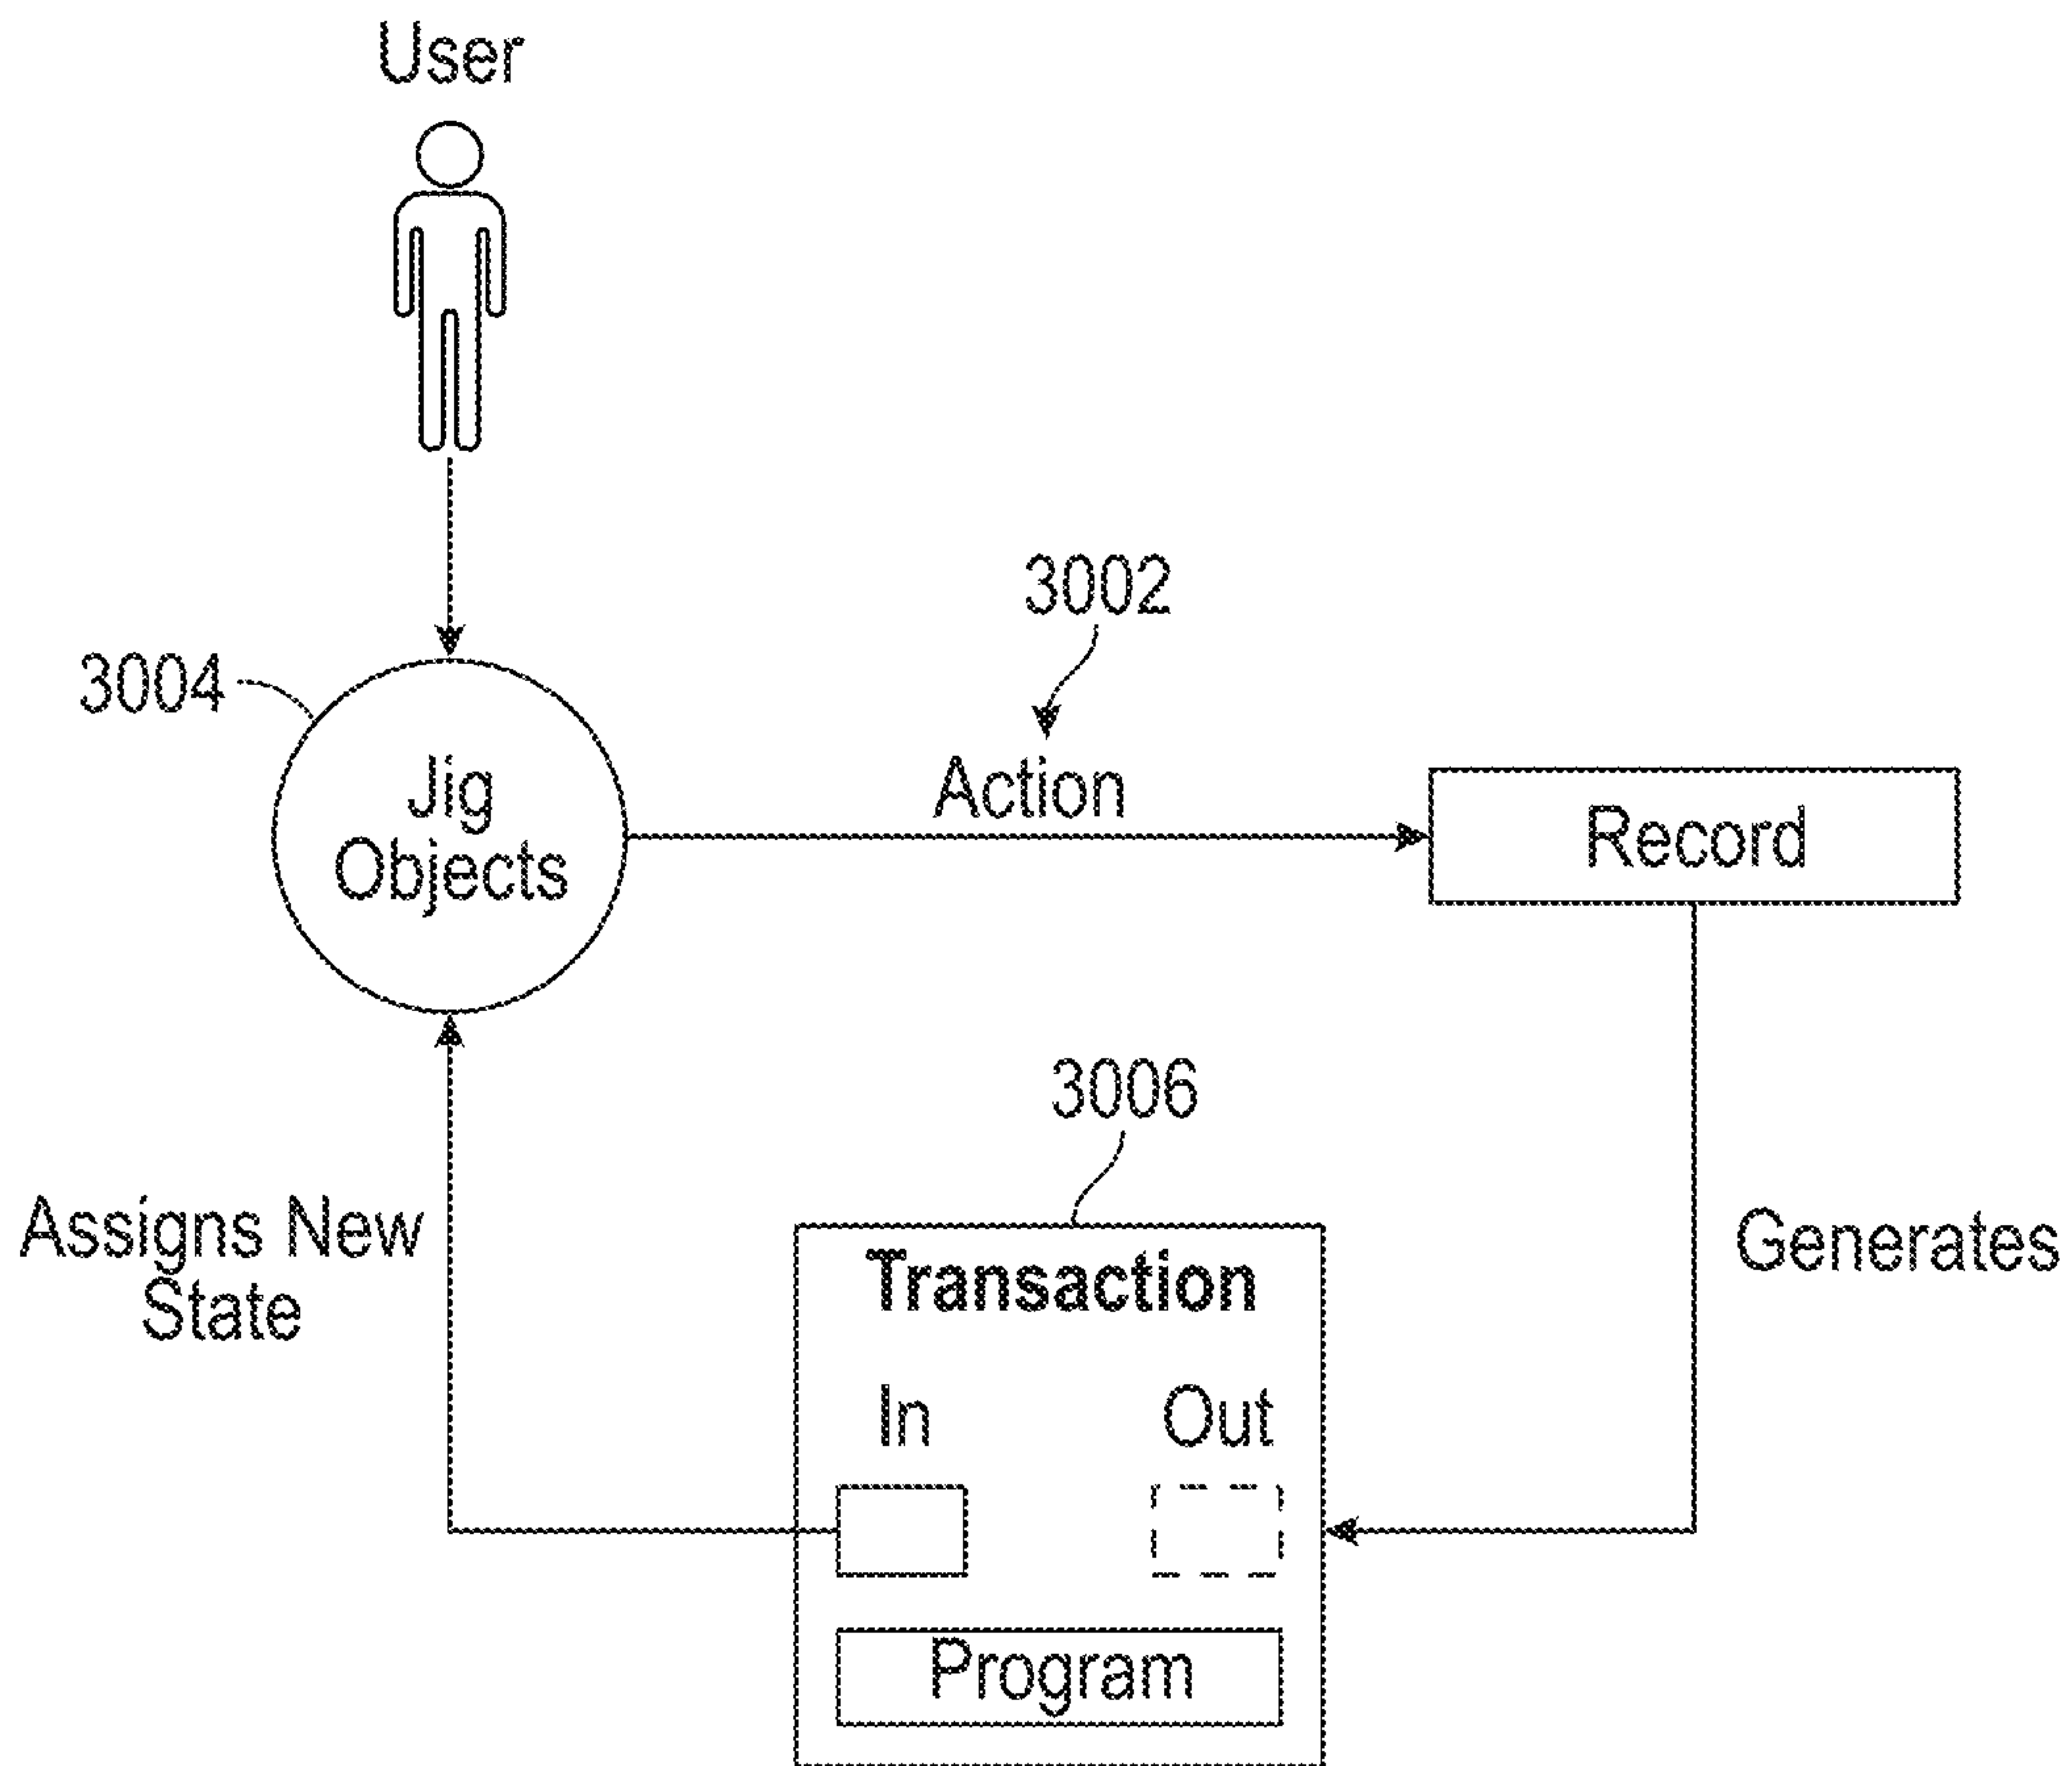 User
3002
3004
Jig
Objects
Action
Record
3006
Assigns New
State
Generates
Transaction
In Out
Program